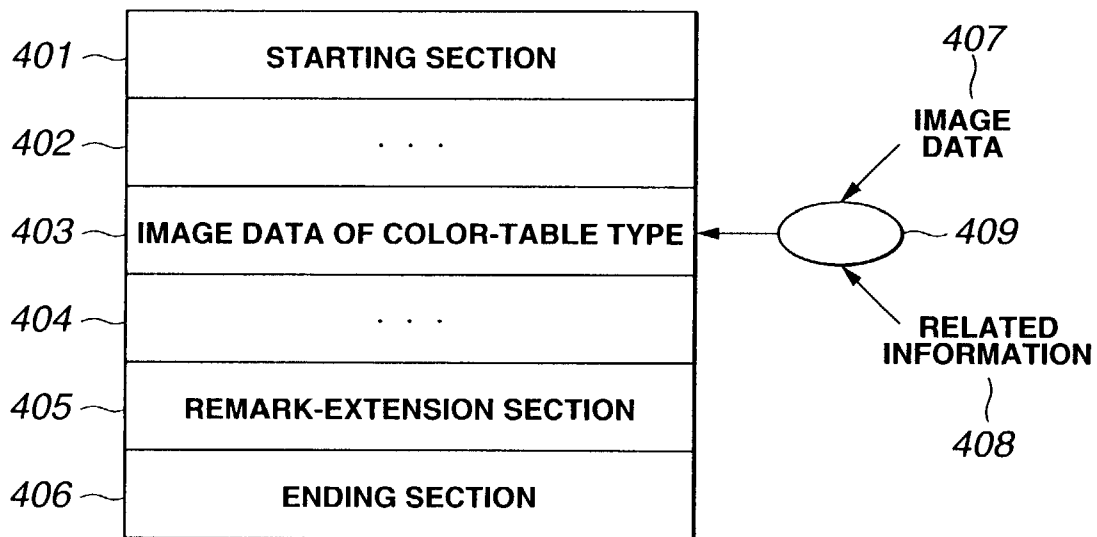 401 STARTING SECTION
407
402 . . .
IMAGE
DATA
403 IMAGE DATA OF COLOR-TABLE TYPE 409
404 . . .
RELATED
INFORMATION
405 REMARK-EXTENSION SECTION
408
406 ENDING SECTION